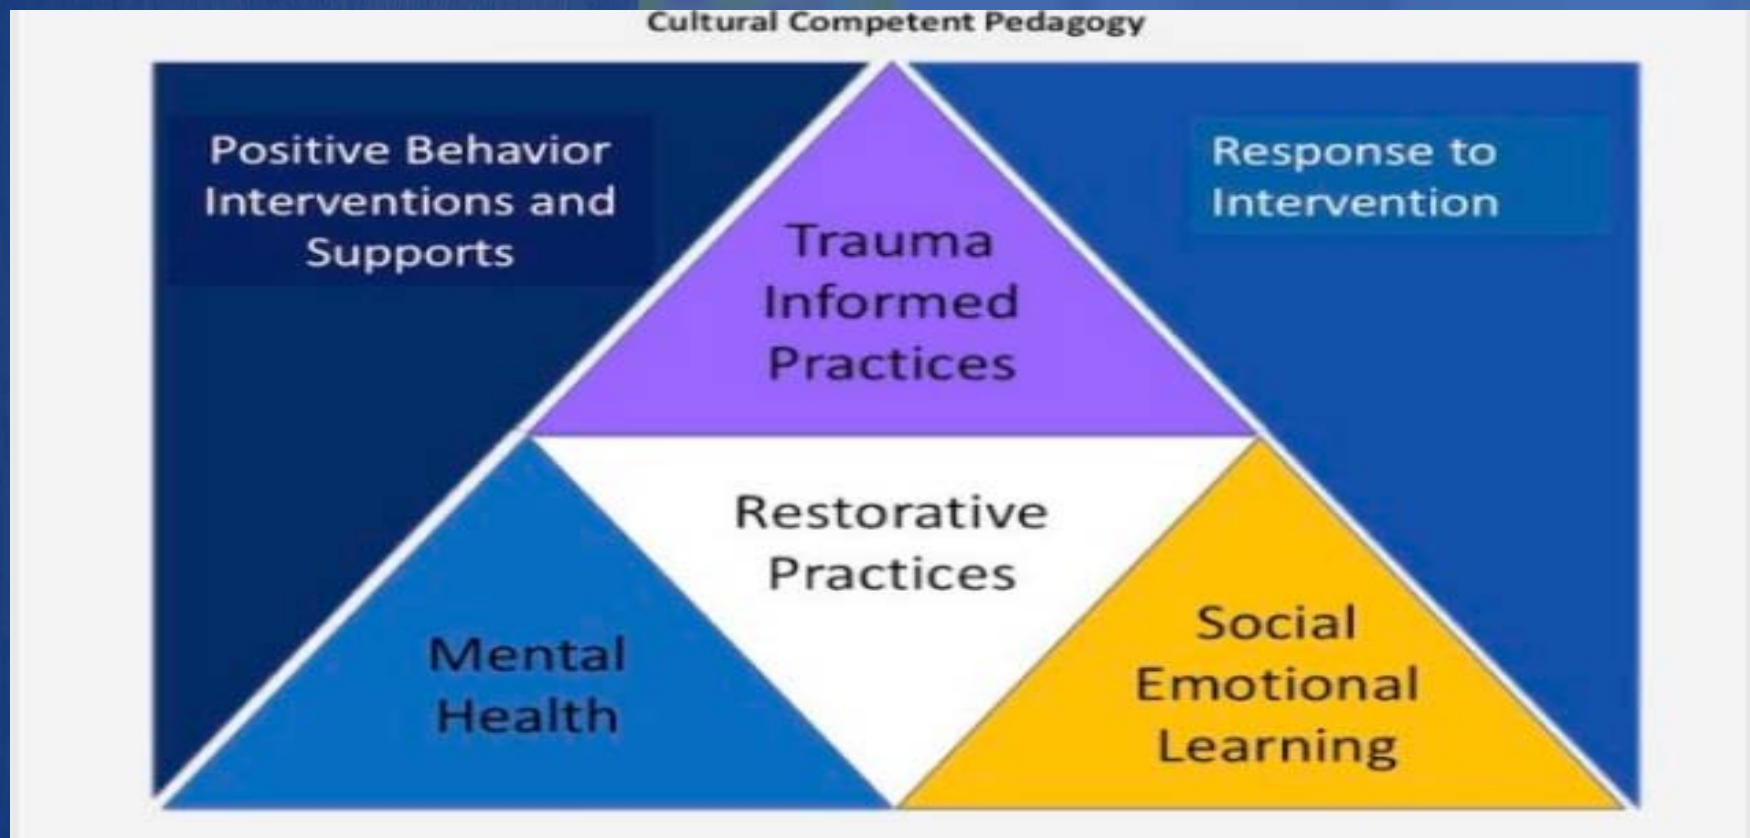 Cultural Competent Pedagogy
Positive Behavior
Interventions and
Supports
Response to
Intervention
Trauma
Informed
Practices
Restorative
Practices
Mental
Health
Social
Emotional
Learning